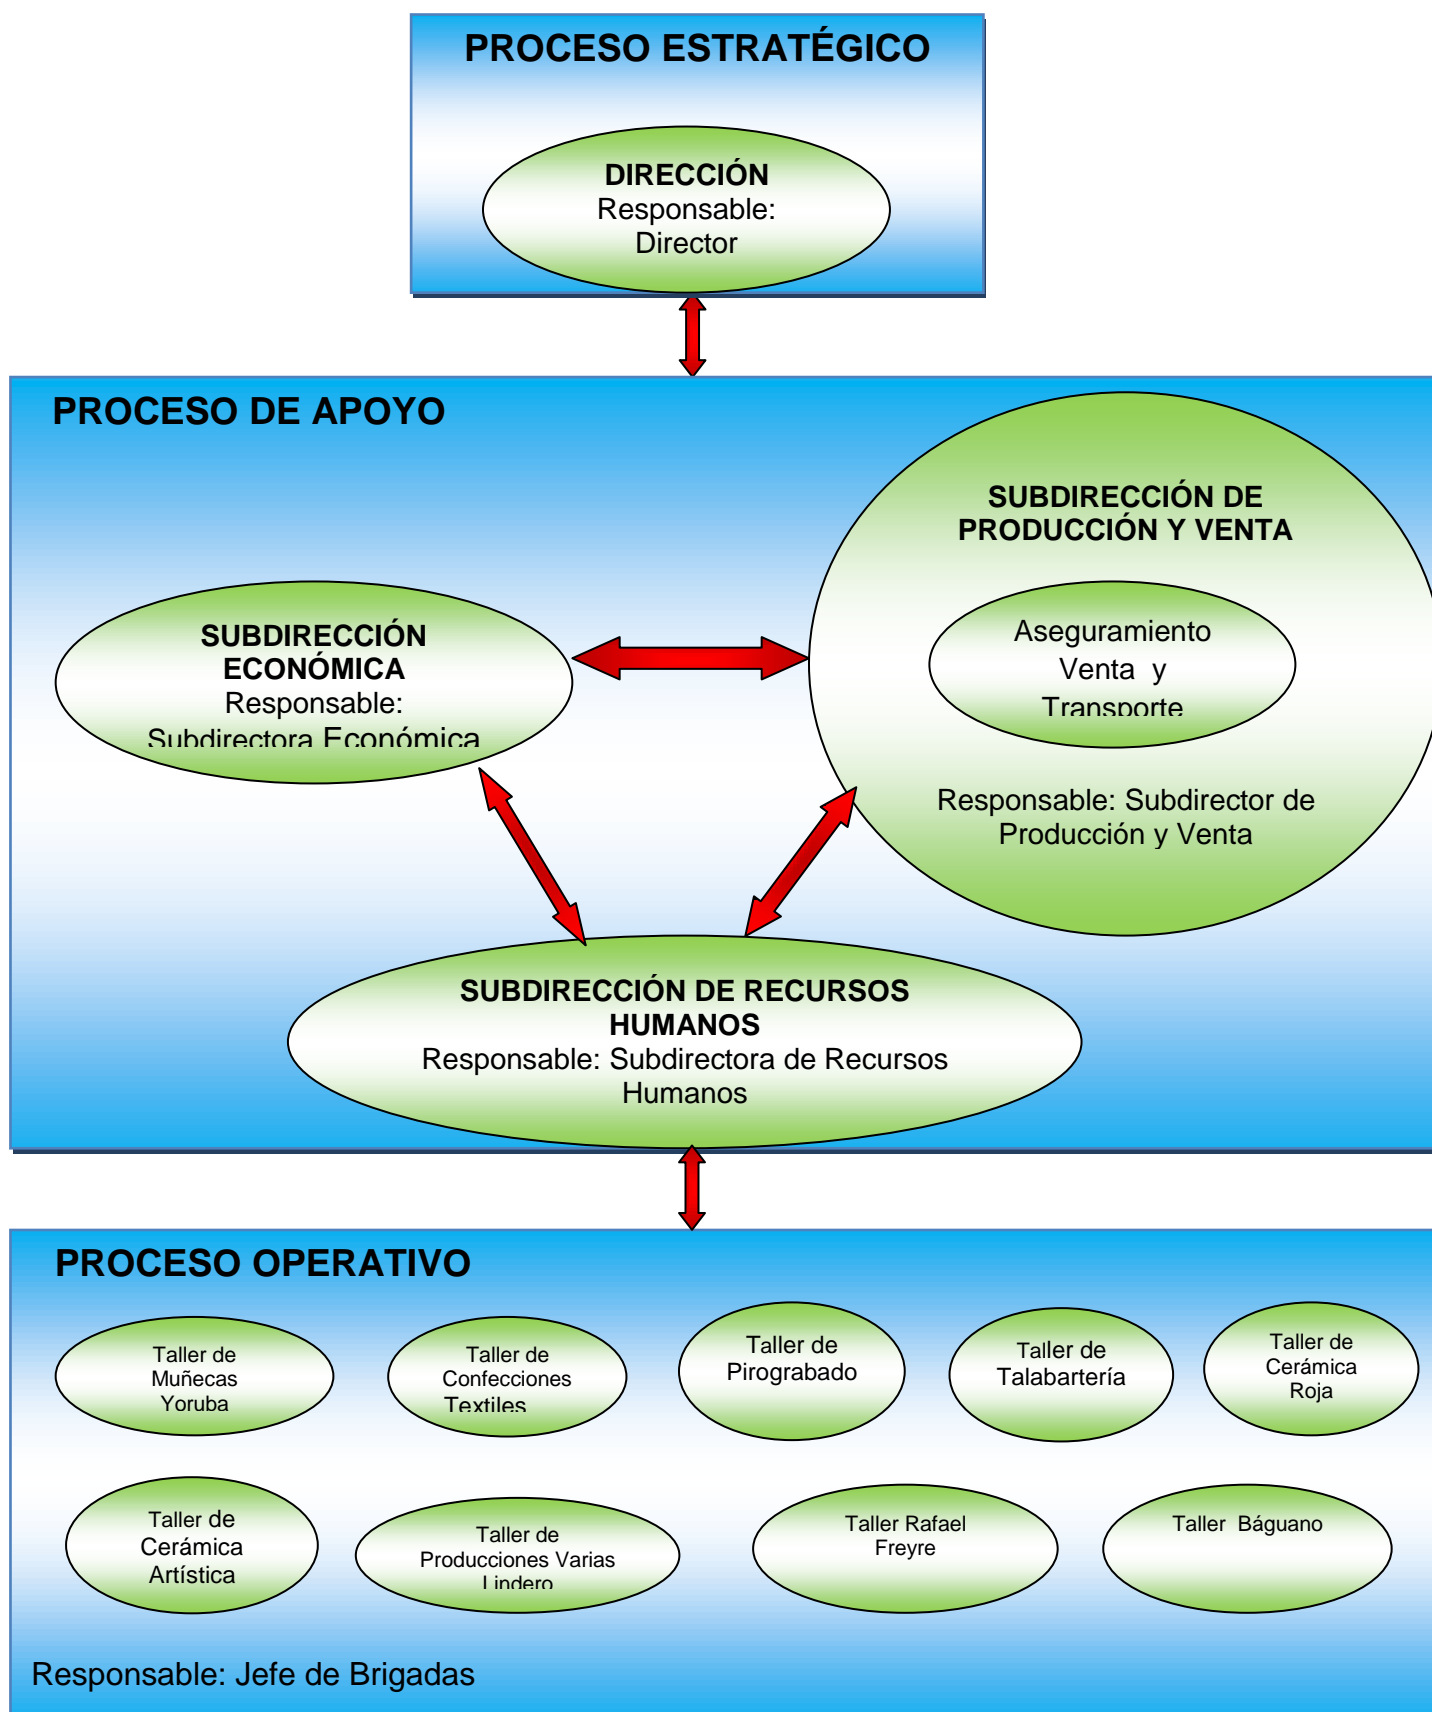 PROCESO ESTRATÉGICO
DIRECCIÓN
Responsable:
Director
PROCESO DE APOYO
SUBDIRECCIÓN DE
PRODUCCIÓN Y VENTA
Aseguramiento
Venta y
Transporte
Responsable: Subdirector de
Producción y Venta
SUBDIRECCIÓN
ECONÓMICA
Responsable:
Subdirectora Económica
SUBDIRECCIÓN DE RECURSOS
HUMANOS
Responsable: Subdirectora de Recursos
Humanos
PROCESO OPERATIVO
Taller de
Muñecas
Yoruba
Taller de
Confecciones
Textiles
Taller de
Pirograbado
Taller de
Talabartería
Taller de
Cerámica
Roja
Taller de
Cerámica
Artística
Taller de
Producciones Varias
Lindero
Taller Rafael
Freyre
Taller Báguano
Responsable: Jefe de Brigadas